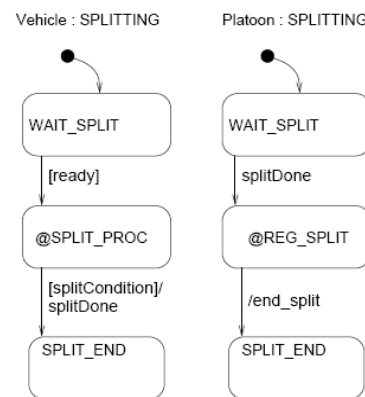 Vehicle : SPLITTING
WAIT_SPLIT
[ready]
@SPLIT_PROC
[splitCondition]/
splitDone
SPLIT_END
Platoon : SPLITTING
WAIT_SPLIT
splitDone
@REG_SPLIT
/end_split
SPLIT_END